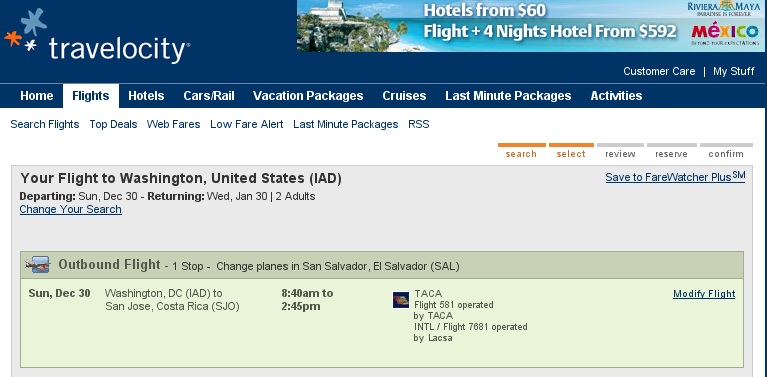 Hotels from $60
Flight + 4 Nights Hotel From $592
RIVIERA MAYA
PARADISE IS FOREVER
MÉXICO
BEYOND YOUR EXPECTATIONS
travelocity®
Customer Care | My Stuff
Home Flights Hotels Cars/Rail Vacation Packages Cruises Last Minute Packages Activities
Search Flights Top Deals Web Fares Low Fare Alert Last Minute Packages RSS
search select review reserve confirm
Your Flight to Washington, United States (IAD)
Save to FareWatcher Plus SM
Departing: Sun, Dec 30 - Returning: Wed, Jan 30 | 2 Adults
Change Your Search
Outbound Flight - 1 Stop - Change planes in San Salvador, El Salvador (SAL)
Sun, Dec 30 Washington, DC (IAD) to 8:40am to TACA Modify Flight
San Jose, Costa Rica (SJO) 2:45pm Flight 581 operated
by TACA
INTL / Flight 7681 operated
by Lacsa